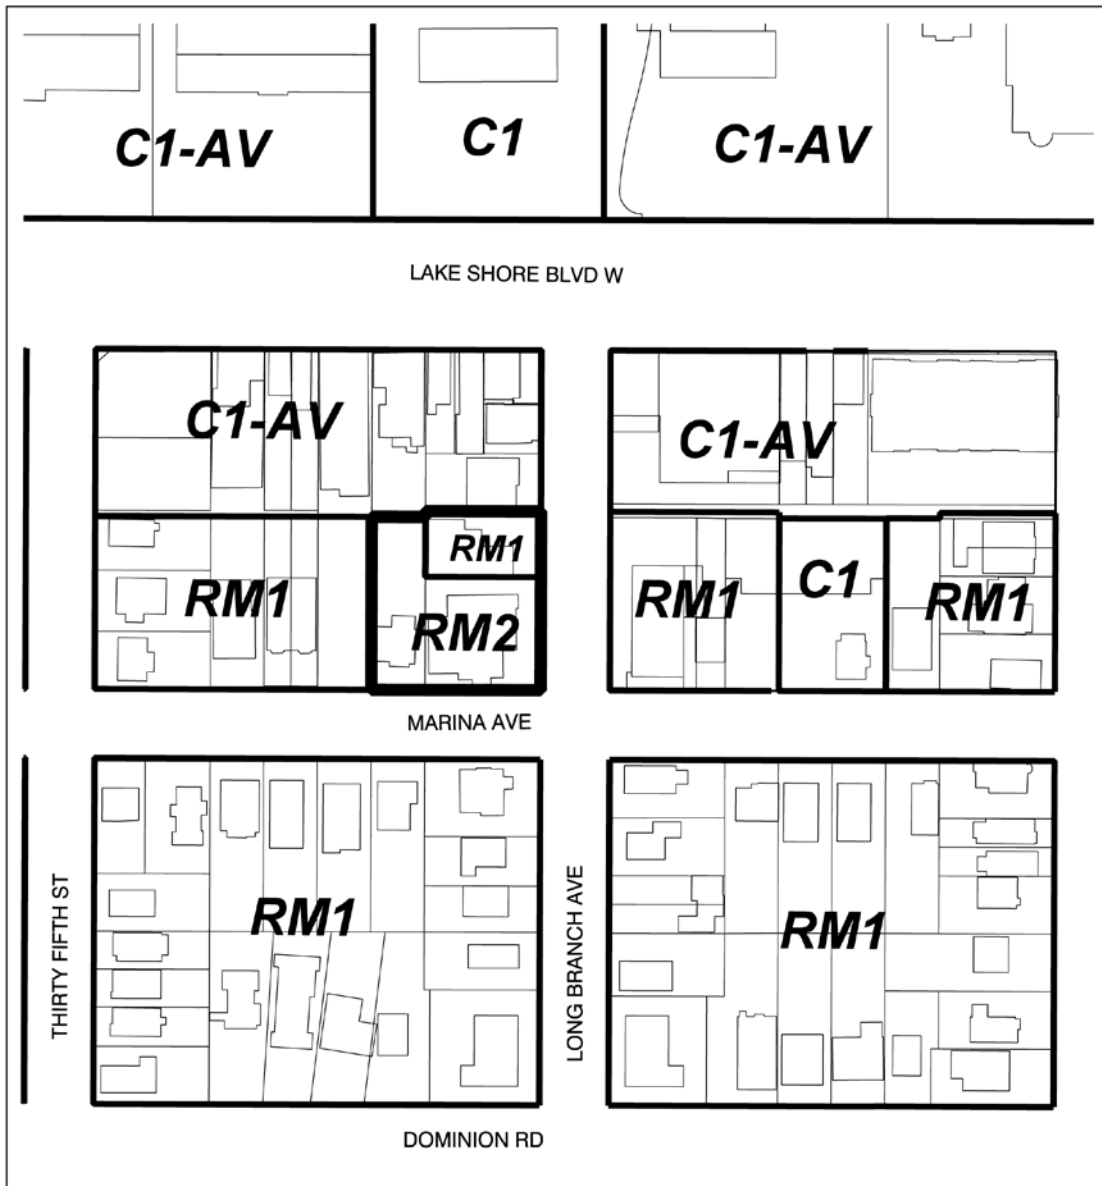 C1-AV
C1
C1-AV
LAKE SHORE BLVD W
C1-AV
C1-AV
RM1
RM1
RM2
RM1
C1
RM1
MARINA AVE
THIRTY FIFTH ST
RM1
LONG BRANCH AVE
RM1
DOMINION RD